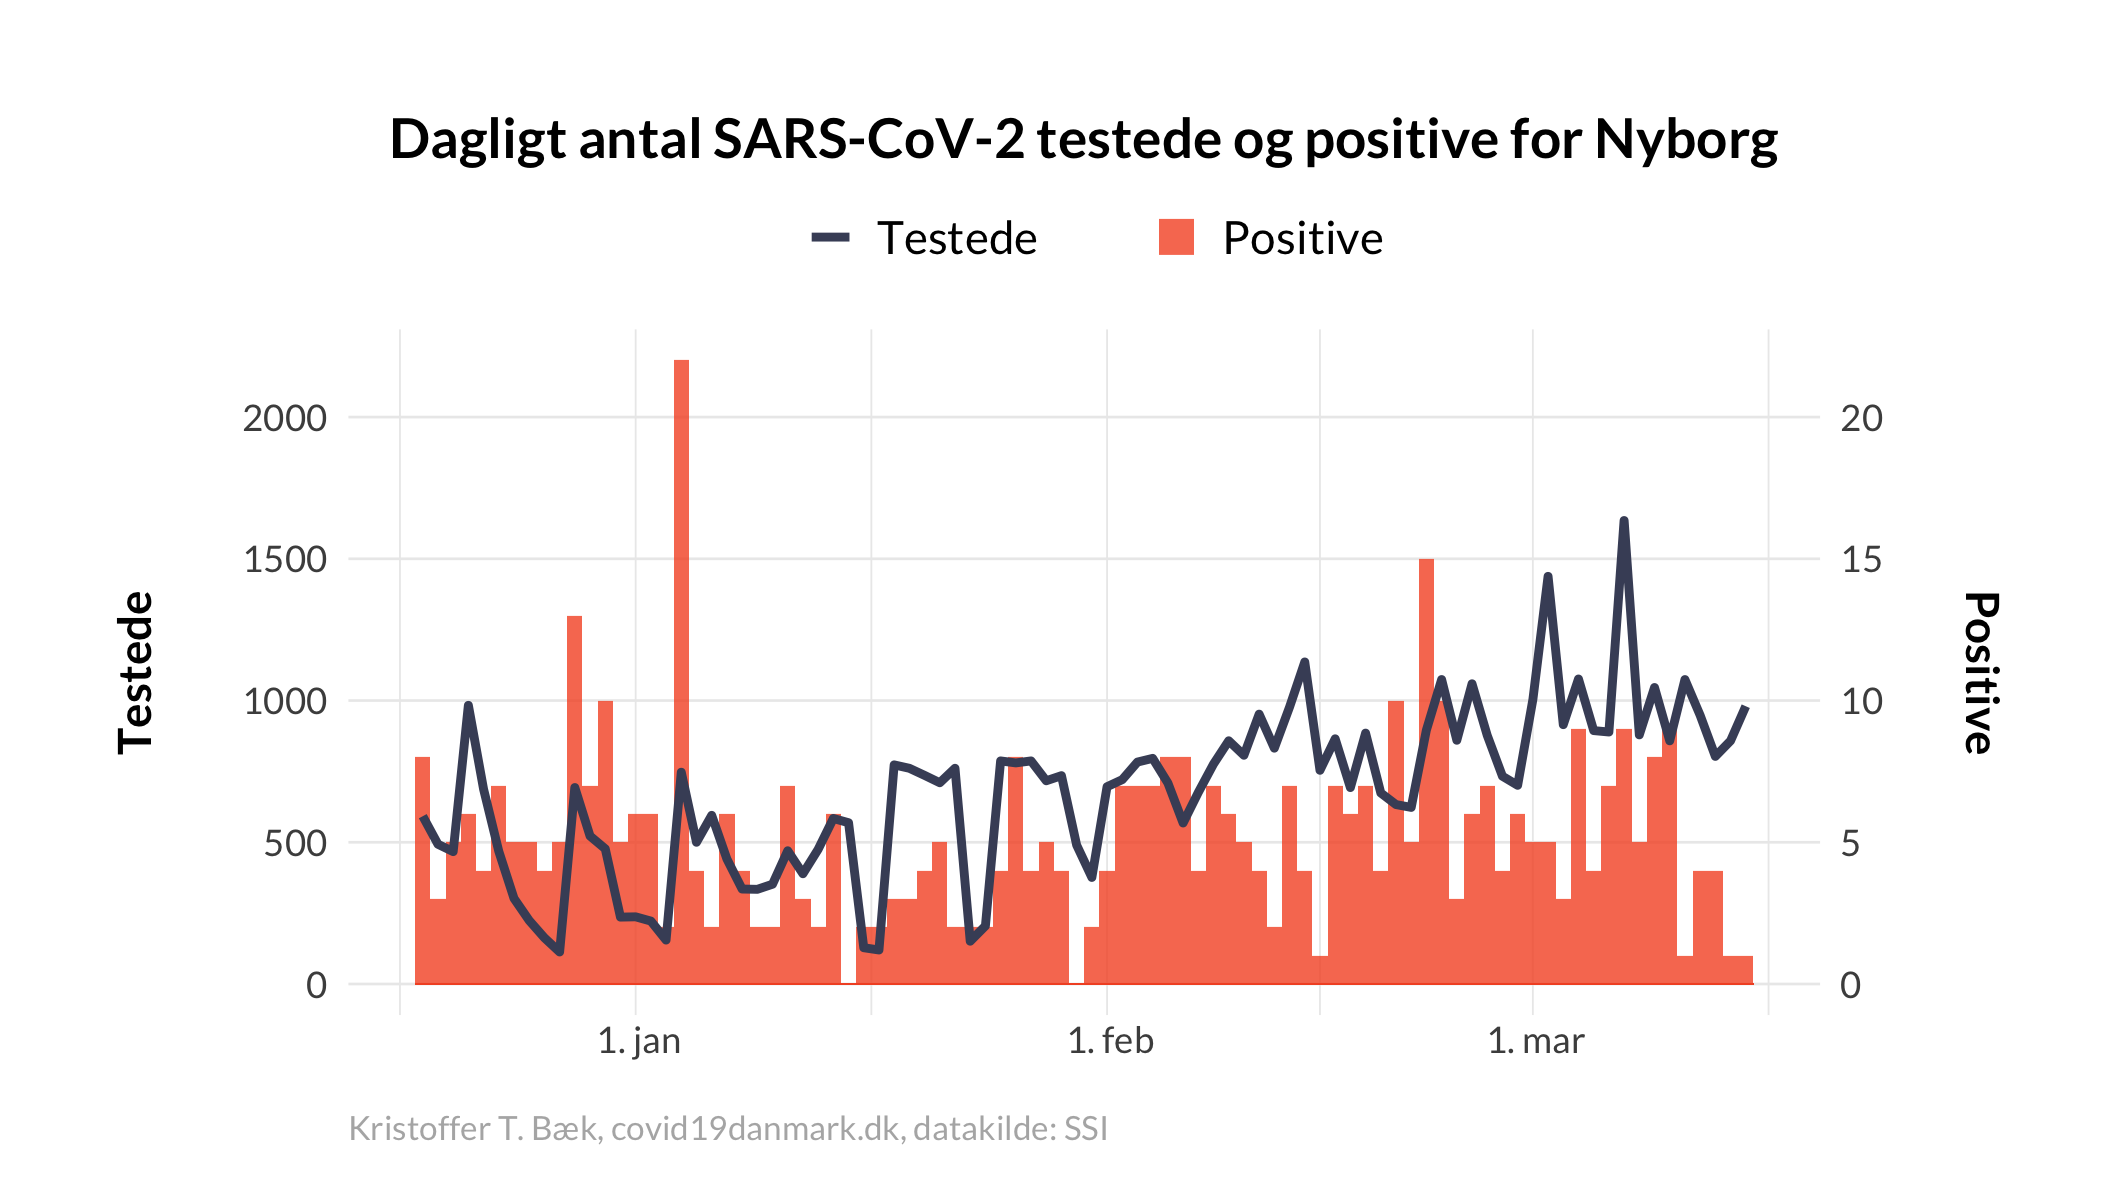 Dagligt antal SARS-CoV-2 testede og positive for Nyborg
Testede
Positive
Testede
2000
1500
1000
500
0
20
15
10
5
0
Positive
1. jan
1. feb
1. mar
Kristoffer T. Bæk, covid19danmark.dk, datakilde: SSI